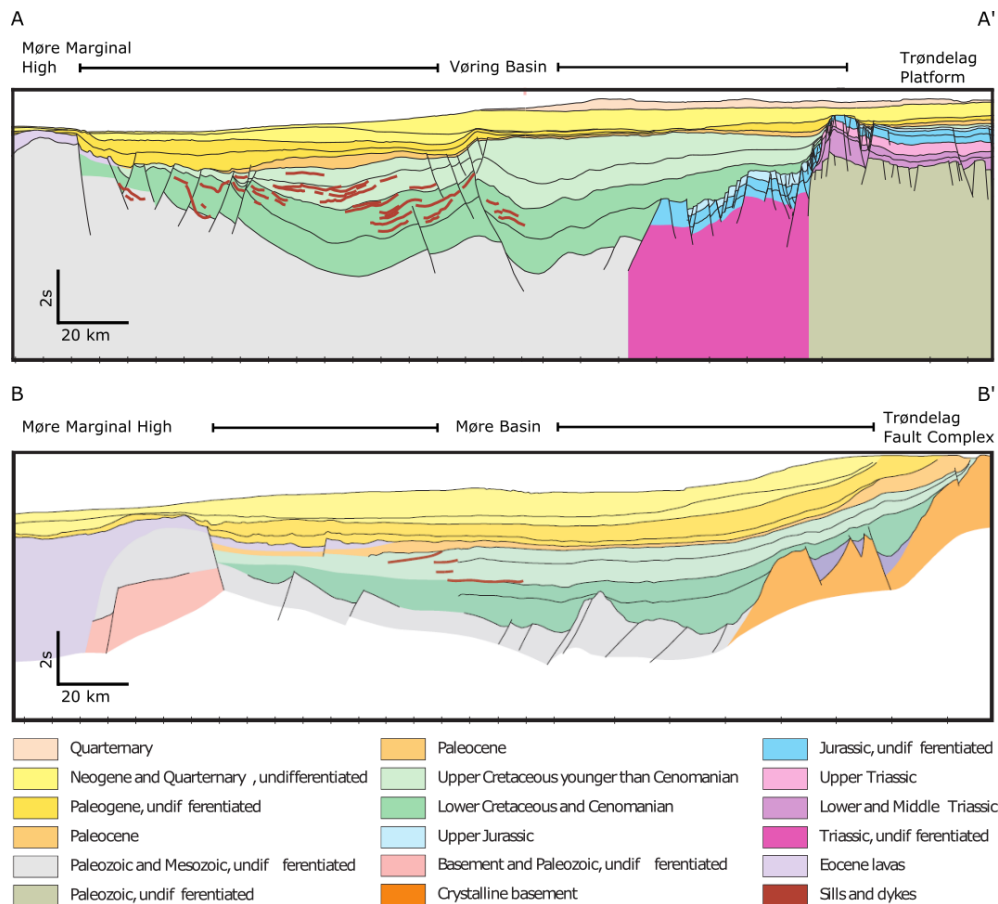 A
A'
Møre Marginal
High
Vøring Basin
Trøndelag
Platform
2s
20 km
B
B'
Møre Marginal High
Møre Basin
Trøndelag
Fault Complex
2s
20 km
Quarternary
Neogene and Quarternary , undifferentiated
Paleogene, undif ferentiated
Paleocene
Paleozoic and Mesozoic, undif ferentiated
Paleozoic, undif ferentiated
Paleocene
Upper Cretaceous younger than Cenomanian
Lower Cretaceous and Cenomanian
Upper Jurassic
Basement and Paleozoic, undif ferentiated
Crystalline basement
Jurassic, undif ferentiated
Upper Triassic
Lower and Middle Triassic
Triassic, undif ferentiated
Eocene lavas
Sills and dykes